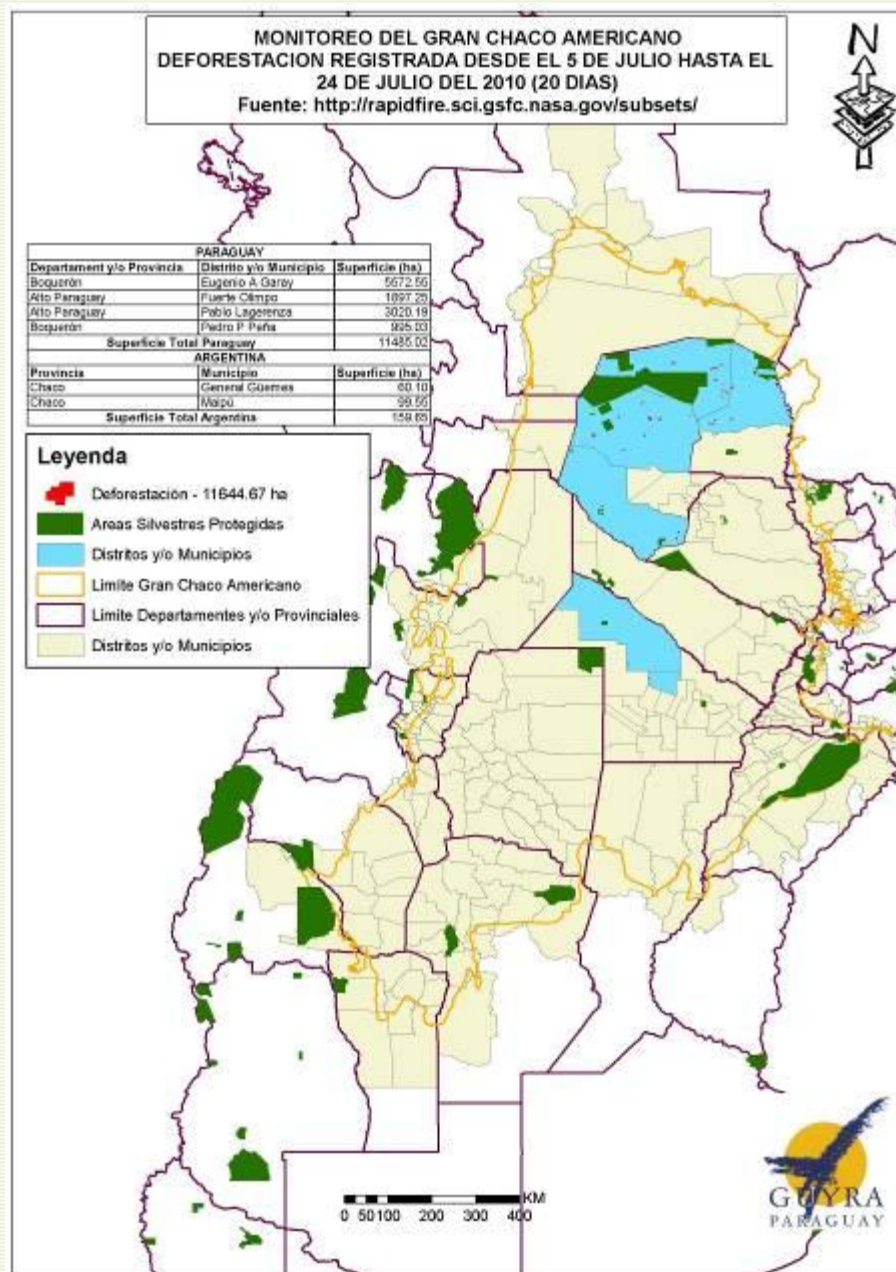 MONITOREO DEL GRAN CHACO AMERICANO
DEFORESTACION REGISTRADA DESDE EL 5 DE JULIO HASTA EL
24 DE JULIO DEL 2010 (20 DIAS)
Fuente: http://rapidfire.sci.gsfc.nasa.gov/subsets/
N
PARAGUAY
Departament y/o Provincia Distrito y/o Municipio Superficie (ha)
Boquerón Eugenio A Garay 5572.55
Alto Paraguay Fuerte Olimpo 1897.25
Alto Paraguay Pablo Lagerenza 3020.19
Boquerón Pedro P Peña 995.03
Superficie Total Paraguay 11485.02
ARGENTINA
Provincia Municipio Superficie (ha)
Chaco General Güemes 60.10
Chaco Maipú 99.55
Superficie Total Argentina 159.65
Leyenda
Deforestación - 11644.67 ha
Areas Silvestres Protegidas
Distritos y/o Municipios
Limite Gran Chaco Americano
Limite Departamentes y/o Provinciales
Distritos y/o Municipios
KM
0 50 100 200 300 400
GUYRA
PARAGUAY